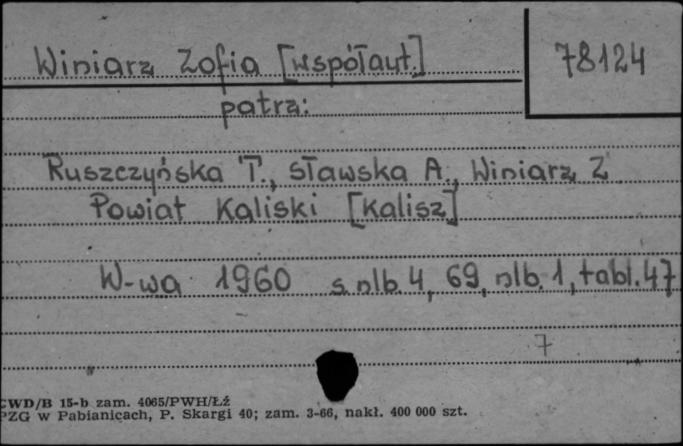 Winiarz Zofia [współaut.]
78124
patrz:
Ruszczyńska T., Sławska A., Winiarz Z
Powiat Kaliski [Kalisz]
W-wa 1960 s. nlb. 4, 69, nlb. 1, tabl. 47
7
CWD/B 15-b zam. 4065/PWH/Łź
PZG w Pabianicach, P. Skargi 40; zam. 3-66, nakł. 400 000 szt.